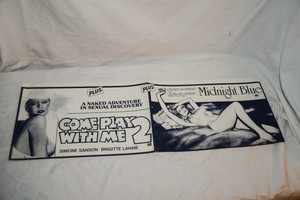 PLUS
A NAKED ADVENTURE
IN SEXUAL DISCOVERY
COME PLAY
WITH ME 2
SIMONE SANSON BRIGITTE LAHAIE
PLUS
Midnight Blue